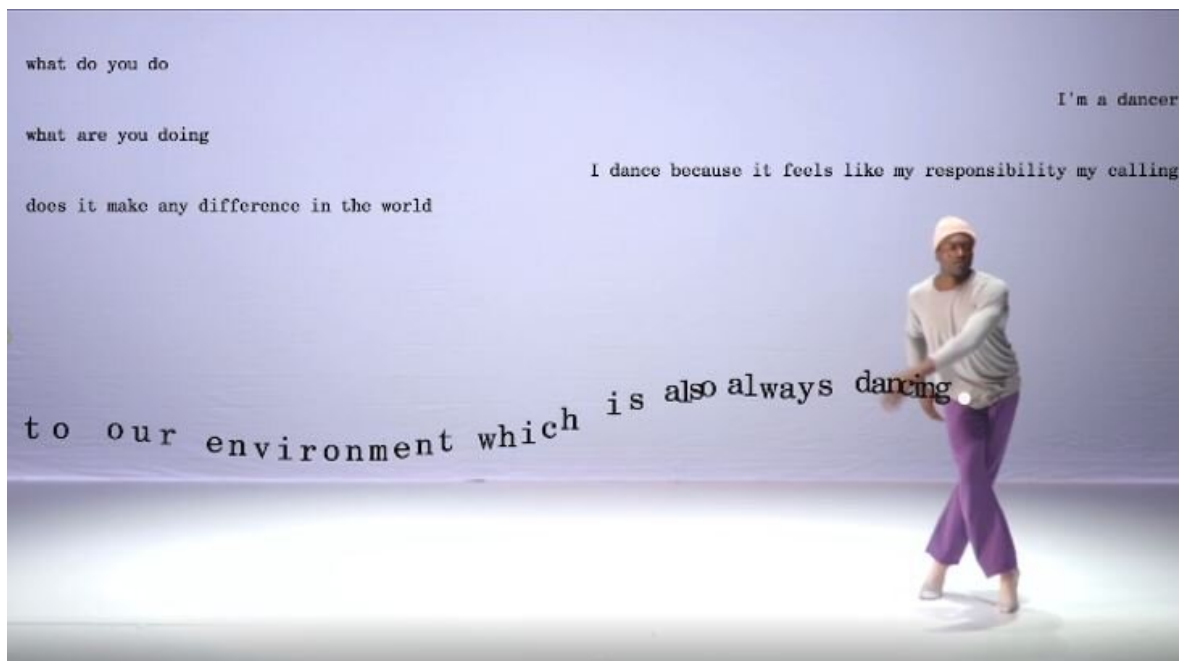 what do you do
I'm a dancer
what are you doing
I dance because it feels like my responsibility my calling
does it make any difference in the world
to our environment which is also always dancing